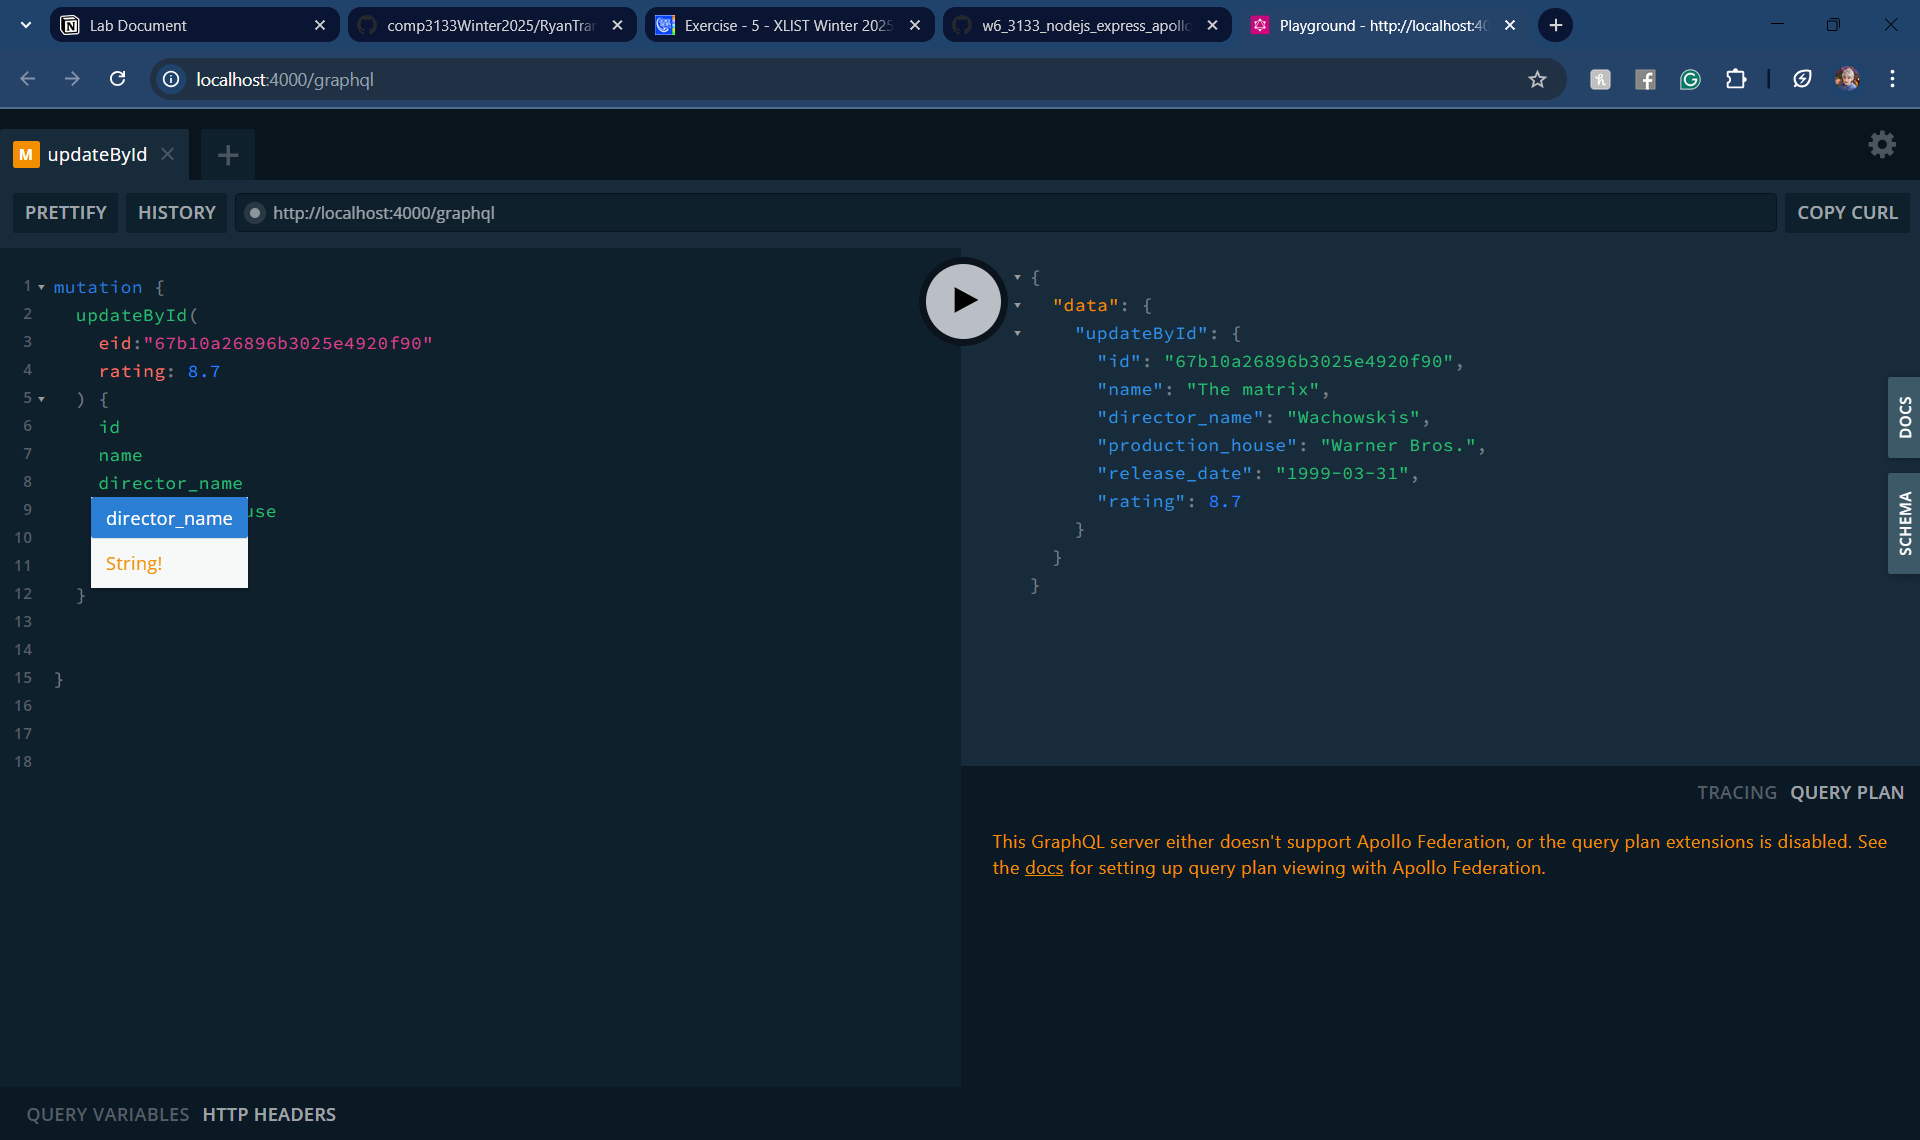 Lab Document
comp3133Winter2025/RyanTrar
Exercise - 5 - XLIST Winter 2025
w6_3133_nodejs_express_apollo
Playground - http://localhost:40
localhost:4000/graphql
M updateById
PRETTIFY
HISTORY
http://localhost:4000/graphql
COPY CURL
1 mutation {
2 updateById(
3 eid:"67b10a26896b3025e4920f90"
4 rating: 8.7
5 ) {
6 id
7 name
8 director_name
9 use
director_name
10
String!
11
12 }
13
14
15 }
16
17
18
{
"data": {
"updateById": {
"id": "67b10a26896b3025e4920f90",
"name": "The matrix",
"director_name": "Wachowskis",
"production_house": "Warner Bros.",
"release_date": "1999-03-31",
"rating": 8.7
}
}
}
DOCS
SCHEMA
TRACING QUERY PLAN
This GraphQL server either doesn't support Apollo Federation, or the query plan extensions is disabled. See
the docs for setting up query plan viewing with Apollo Federation.
QUERY VARIABLES HTTP HEADERS